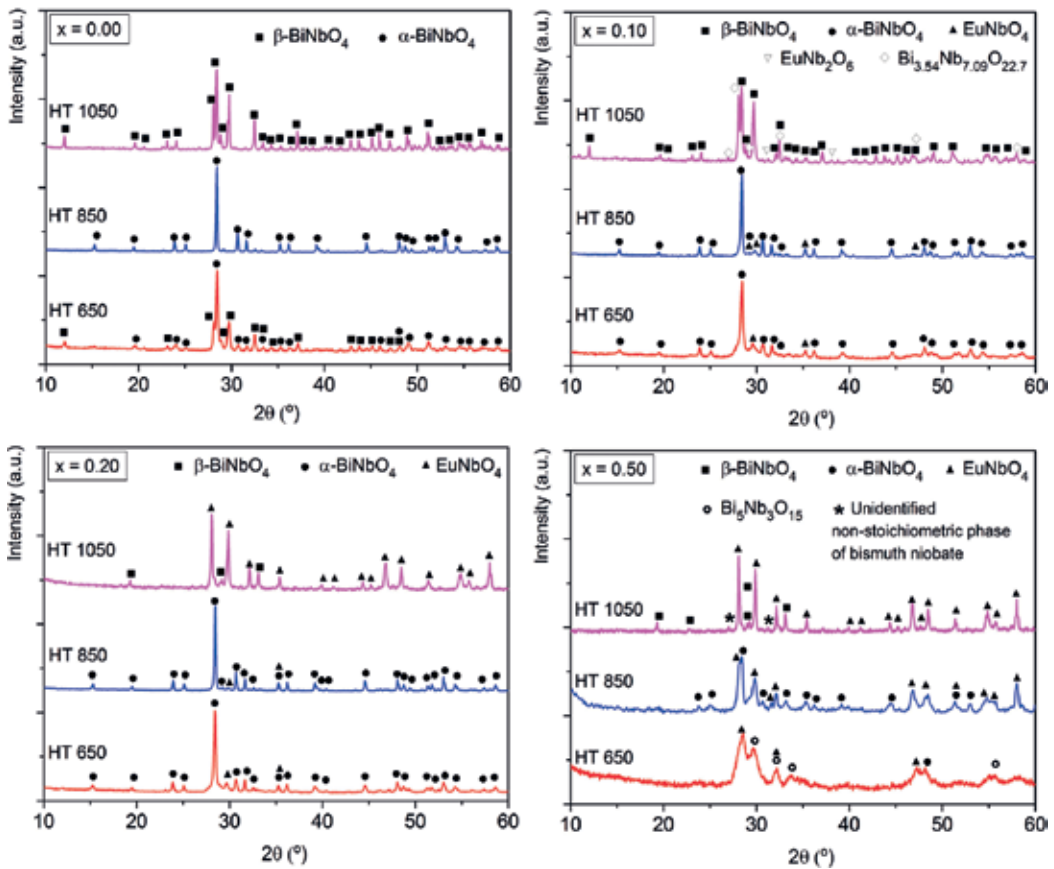 x = 0.00
■ β-BiNbO₄ ● α-BiNbO₄
HT 1050
HT 850
HT 650
Intensity (a.u.)
10 20 30 40 50 60
2θ (º)
x = 0.10
■ β-BiNbO₄ ● α-BiNbO₄ ▲ EuNbO₄
▽ EuNb₂O₆ ◇ Bi₃.₅₄Nb₇.₀₉O₂₂.₇
HT 1050
HT 850
HT 650
Intensity (a.u.)
10 20 30 40 50 60
2θ (º)
x = 0.20
■ β-BiNbO₄ ● α-BiNbO₄ ▲ EuNbO₄
HT 1050
HT 850
HT 650
Intensity (a.u.)
10 20 30 40 50 60
2θ (º)
x = 0.50
■ β-BiNbO₄ ● α-BiNbO₄ ▲ EuNbO₄
○ Bi₅Nb₃O₁₅ ★ Unidentified
non-stoichiometric phase
of bismuth niobate
HT 1050
HT 850
HT 650
Intensity (a.u.)
10 20 30 40 50 60
2θ (º)